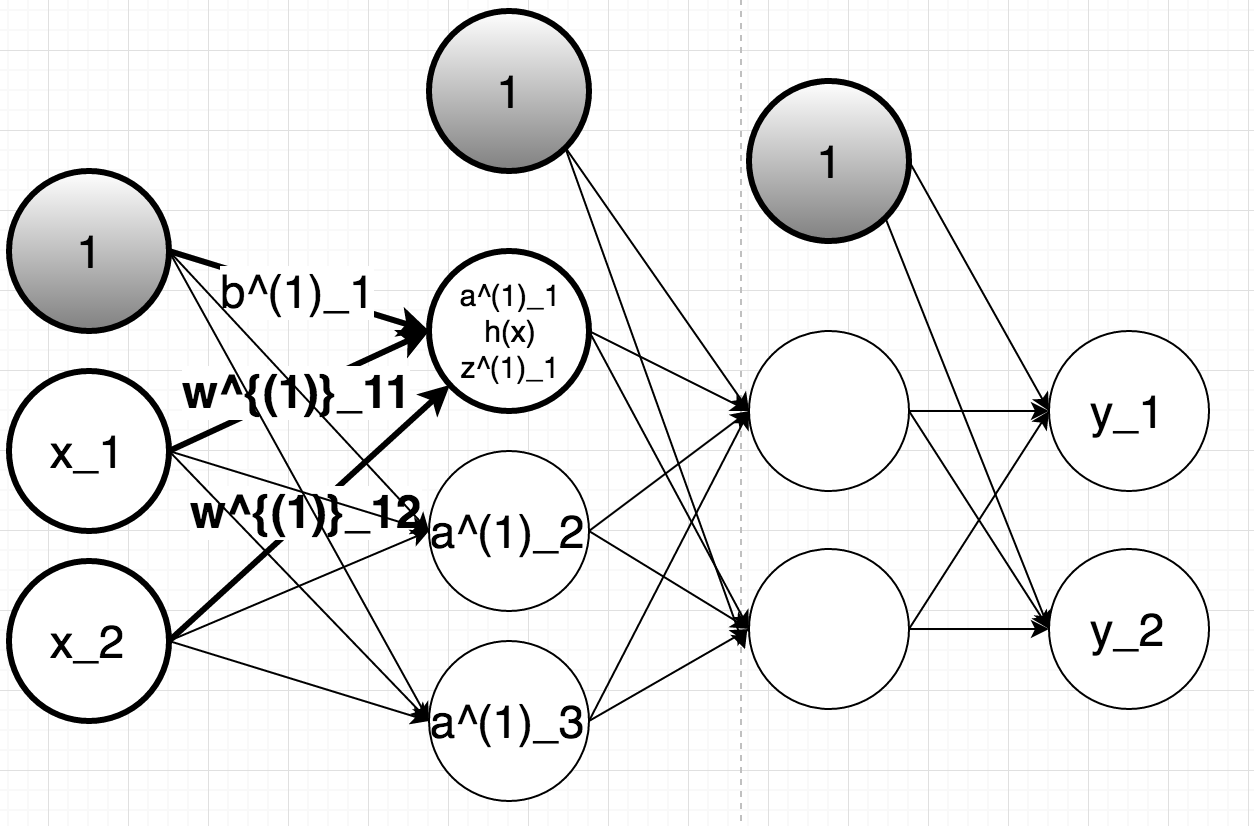 1
1
1
b^(1)_1
a^(1)_1
h(x)
z^(1)_1
w^{(1)}_11
x_1
y_1
w^{(1)}_12
a^(1)_2
x_2
y_2
a^(1)_3